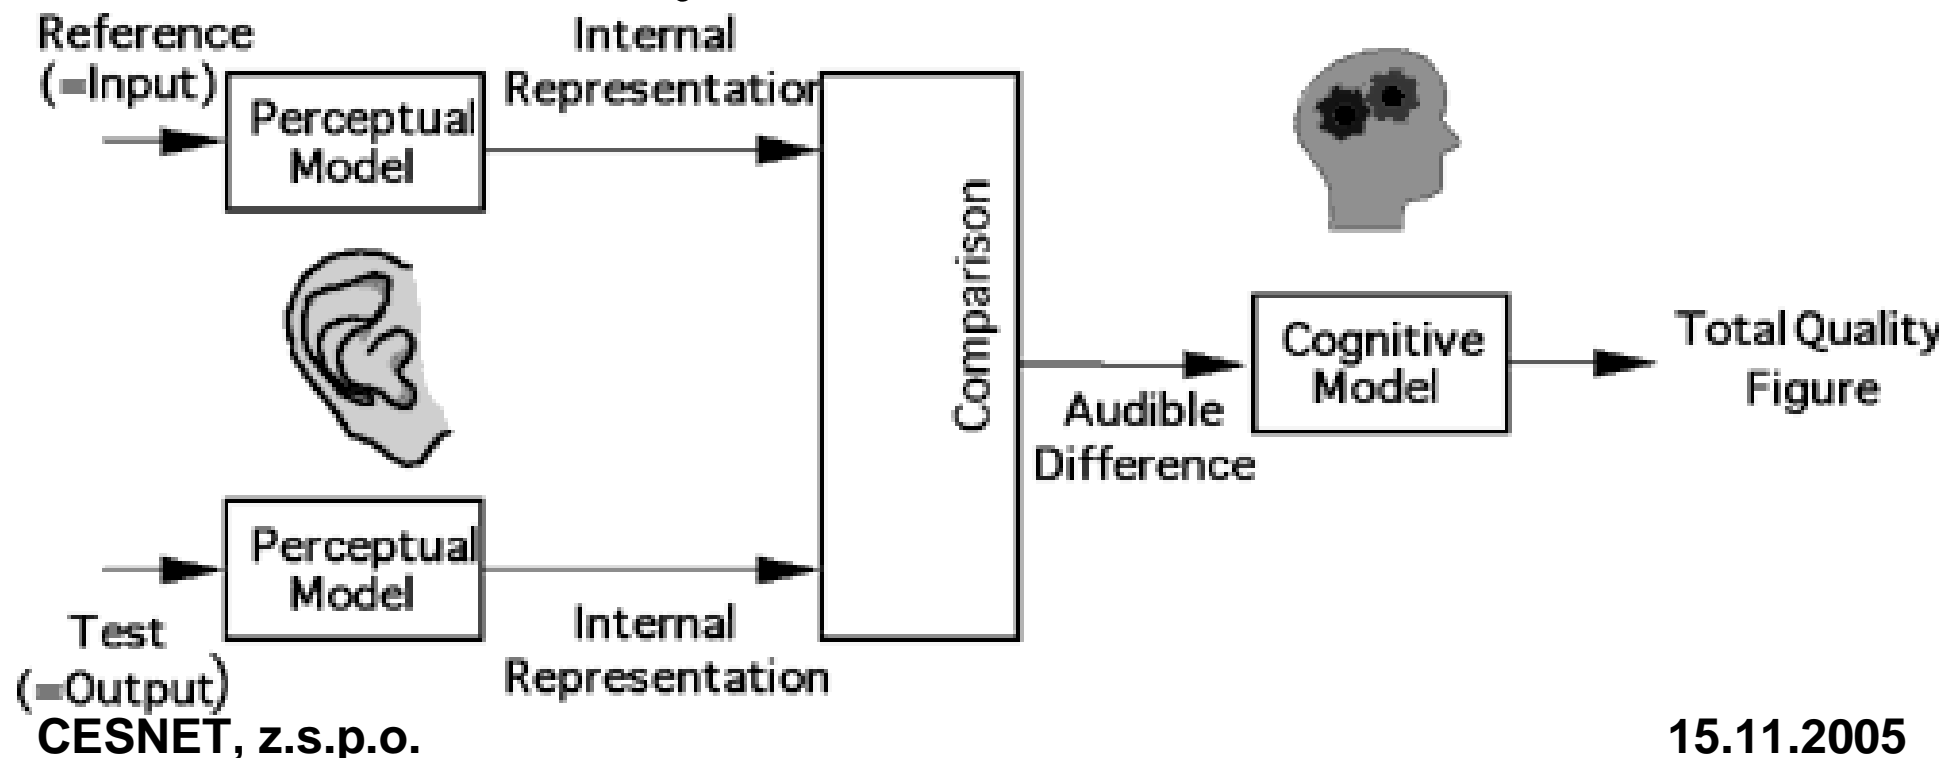 Reference
(=Input)
Internal
Representation
Perceptual
Model
Comparison
Cognitive
Model
Total Quality
Figure
Audible
Difference
Perceptual
Model
Test
(=Output)
Internal
Representation
CESNET, z.s.p.o.
15.11.2005